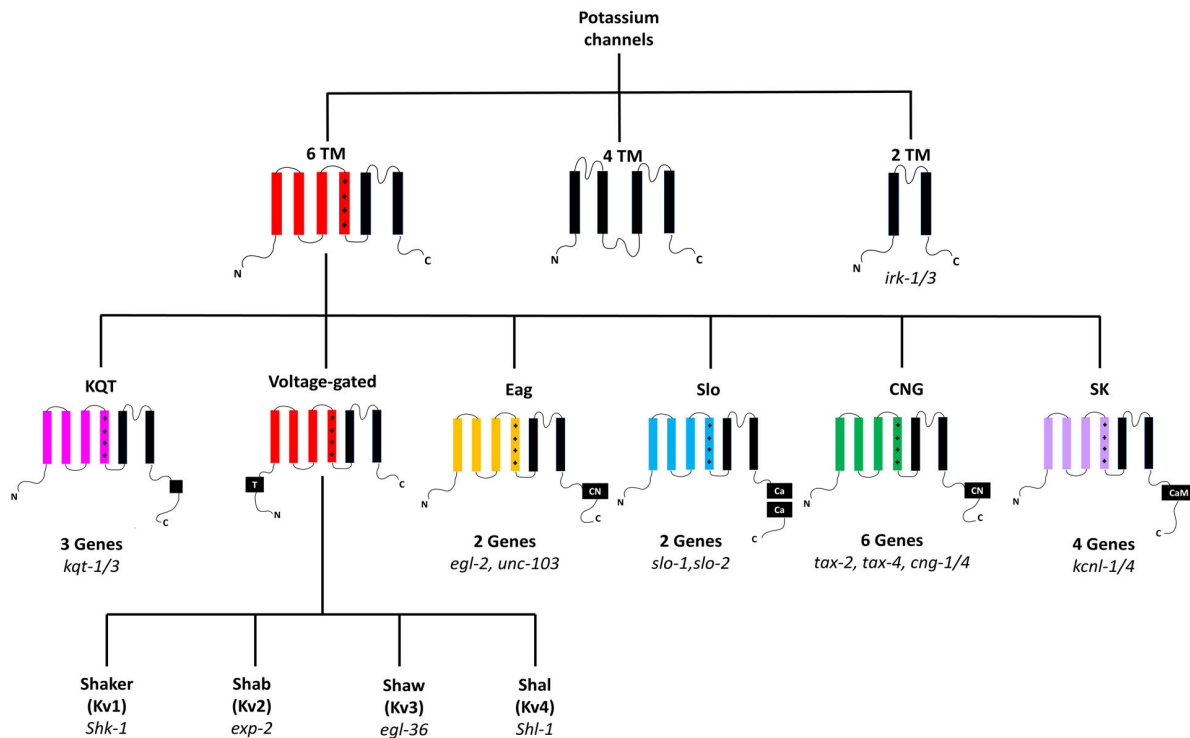 Potassium
channels
6 TM
4 TM
2 TM
+
+
+
+
N
C
N
C
N
C
irk-1/3
KQT
Voltage-gated
Eag
Slo
CNG
SK
+
+
+
+
N
C
+
+
+
+
T
N
C
+
+
+
+
N
CN
C
+
+
+
+
N
Ca
Ca
C
+
+
+
+
N
CN
C
+
+
+
+
N
CaM
C
3 Genes
kqt-1/3
2 Genes
egl-2, unc-103
2 Genes
slo-1,slo-2
6 Genes
tax-2, tax-4, cng-1/4
4 Genes
kcnl-1/4
Shaker
(Kv1)
Shk-1
Shab
(Kv2)
exp-2
Shaw
(Kv3)
egl-36
Shal
(Kv4)
Shl-1